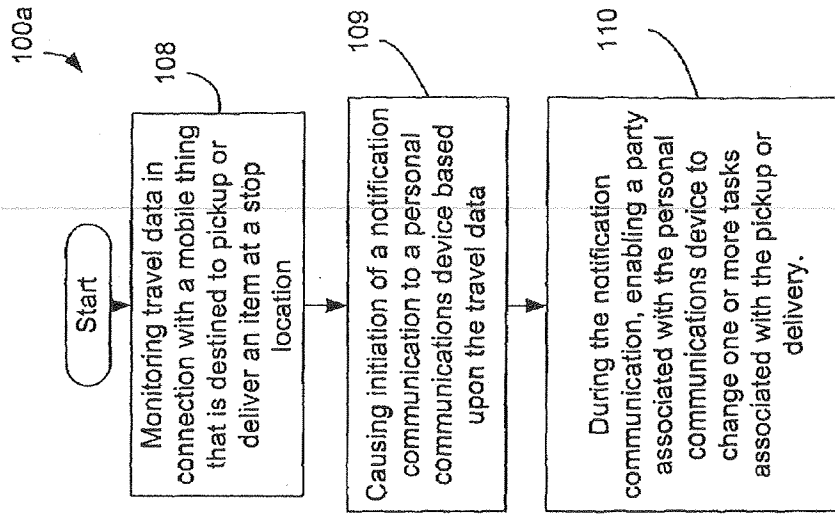 100a
Start
108
Monitoring travel data in
connection with a mobile thing
that is destined to pickup or
deliver an item at a stop
location
109
Causing initiation of a notification
communication to a personal
communications device based
upon the travel data
110
During the notification
communication, enabling a party
associated with the personal
communications device to
change one or more tasks
associated with the pickup or
delivery.